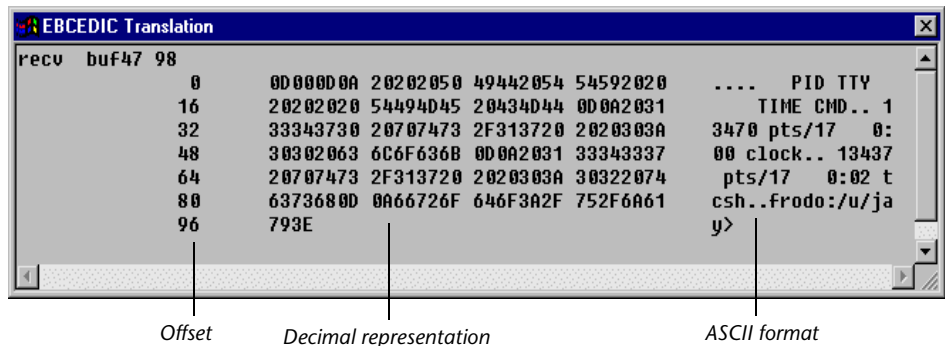 EBCEDIC Translation
recv buf47 98
0 0D000D0A 20202050 49442054 54592020 .... PID TTY
16 20202020 54494D45 20434D44 0D0A2031 TIME CMD.. 1
32 33343730 20707473 2F313720 2020303A 3470 pts/17 0:
48 30302063 6C6F636B 0D0A2031 33343337 00 clock.. 13437
64 20707473 2F313720 2020303A 30322074 pts/17 0:02 t
80 6373680D 0A66726F 646F3A2F 752F6A61 csh..frodo:/u/ja
96 793E y>
Offset Decimal representation ASCII format